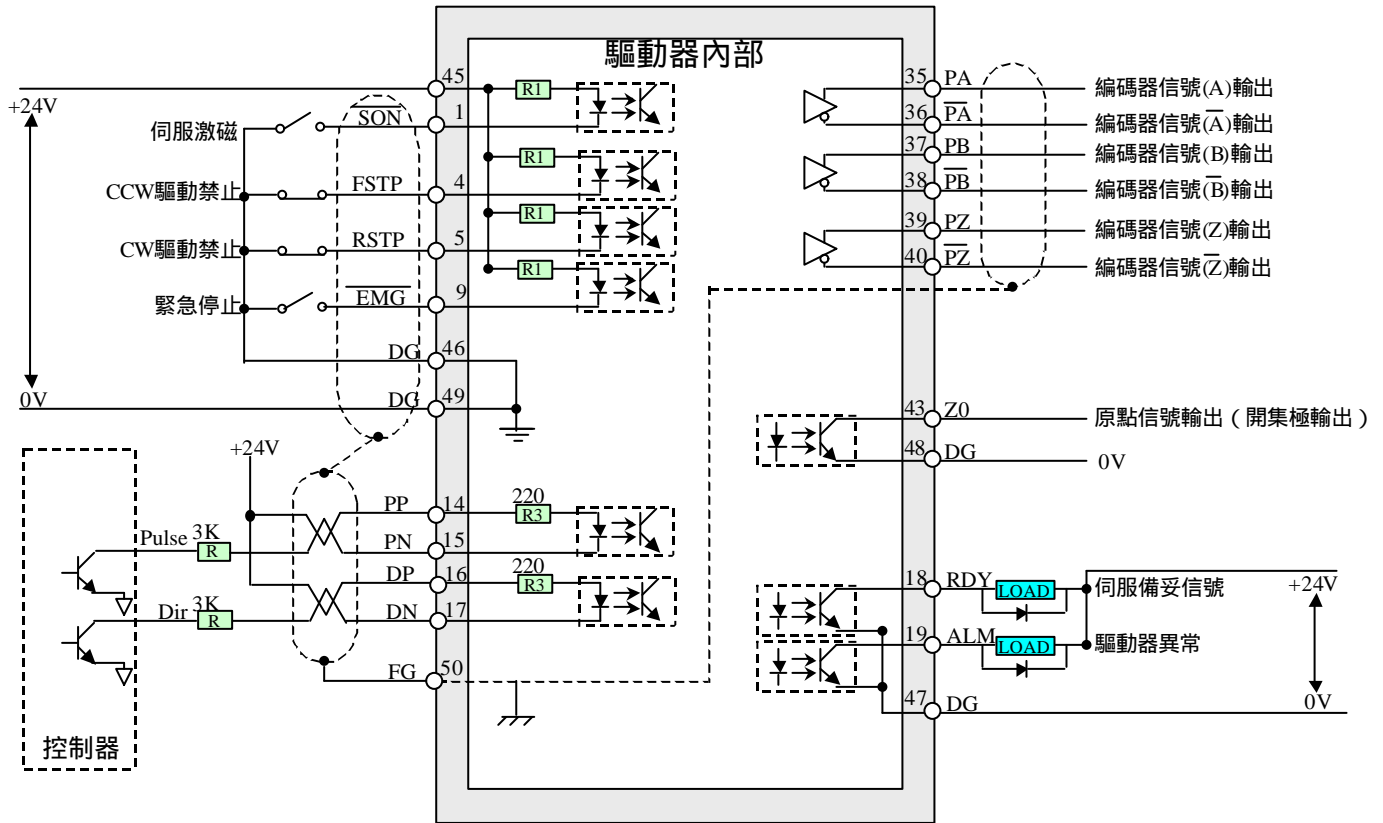 驅動器內部
+24V
45
R1
1
SON
伺服激磁
R1
CCW驅動禁止
FSTP
4
R1
CW驅動禁止
RSTP
5
R1
緊急停止
EMG
9
DG
46
0V
DG
49
+24V
PP
14
220
R3
Pulse
3K
R
PN
15
DP
16
220
R3
Dir
3K
R
DN
17
FG
50
控制器
35
PA
編碼器信號(A)輸出
36
P̅A̅
編碼器信號(A̅)輸出
37
PB
編碼器信號(B)輸出
38
P̅B̅
編碼器信號(B̅)輸出
39
PZ
編碼器信號(Z)輸出
40
P̅Z̅
編碼器信號(Z̅)輸出
43
Z0
原點信號輸出（開集極輸出）
48
DG
0V
18
RDY
LOAD
伺服備妥信號
+24V
19
ALM
LOAD
驅動器異常
47
DG
0V